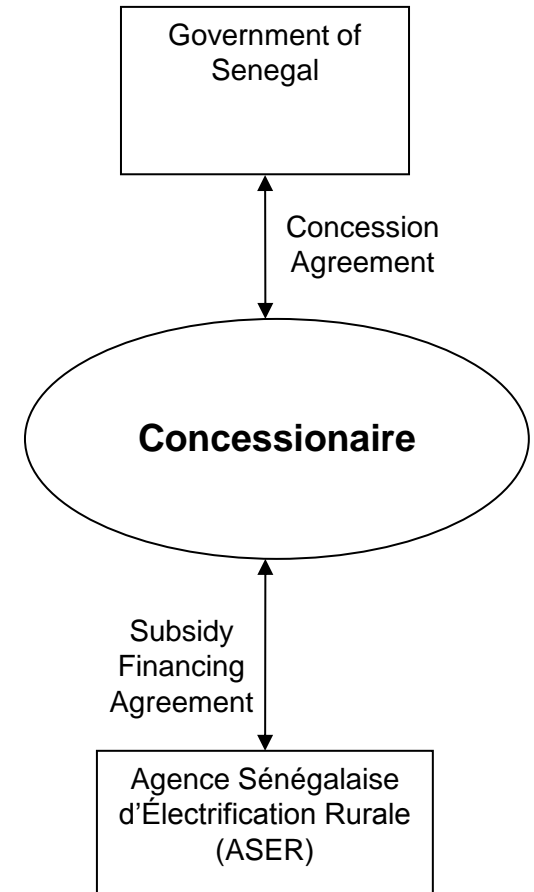 Government of
Senegal
Concession
Agreement
Concessionaire
Subsidy
Financing
Agreement
Agence Sénégalaise
d’Électrification Rurale
(ASER)